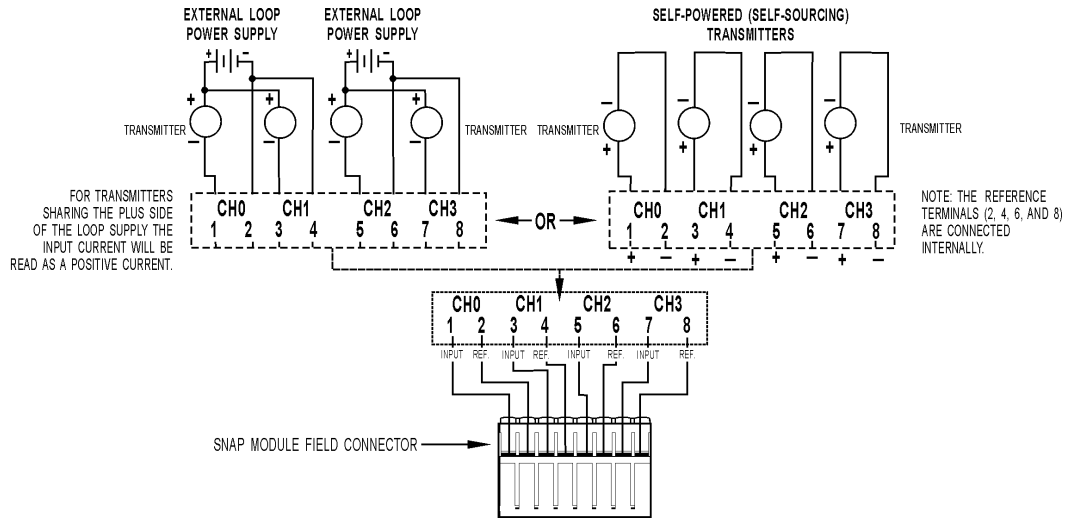 EXTERNAL LOOP
POWER SUPPLY
EXTERNAL LOOP
POWER SUPPLY
SELF-POWERED (SELF-SOURCING)
TRANSMITTERS
+ −
+ −
+ + + +
− − − −
TRANSMITTER
TRANSMITTER
− − − −
+ + + +
TRANSMITTER
TRANSMITTER
FOR TRANSMITTERS
SHARING THE PLUS SIDE
OF THE LOOP SUPPLY THE
INPUT CURRENT WILL BE
READ AS A POSITIVE CURRENT.
CH0 CH1 CH2 CH3
1 2 3 4 5 6 7 8
OR
CH0 CH1 CH2 CH3
1 2 3 4 5 6 7 8
+ − + − + − + −
NOTE: THE REFERENCE
TERMINALS (2, 4, 6, AND 8)
ARE CONNECTED
INTERNALLY.
CH0 CH1 CH2 CH3
1 2 3 4 5 6 7 8
INPUT REF. INPUT REF. INPUT REF. INPUT REF.
SNAP MODULE FIELD CONNECTOR